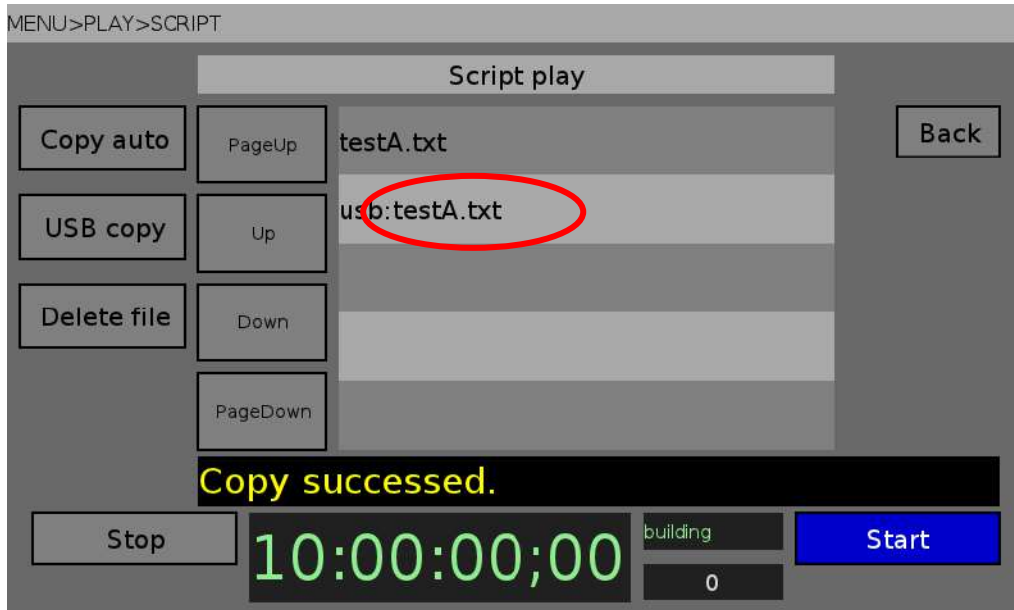 MENU>PLAY>SCRIPT
Script play
Copy auto
PageUp
testA.txt
Back
USB copy
Up
usb:testA.txt
Delete file
Down
PageDown
Copy successed.
Stop
10:00:00;00
building
0
Start